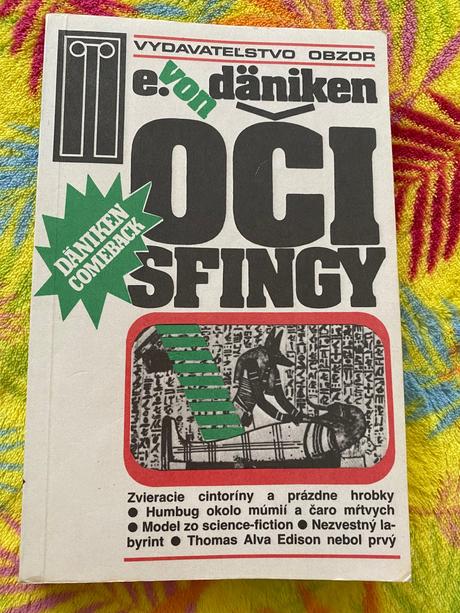 VYDAVATEĽSTVO OBZOR
e. von däniken
OČI
SFINGY
DÄNIKEN
COMEBACK
Zvieracie cintoríny a prázdne hrobky
● Humbug okolo múmií a čaro mŕtvych
● Model zo science-fiction ● Nezvestný la-
byrint ● Thomas Alva Edison nebol prvý